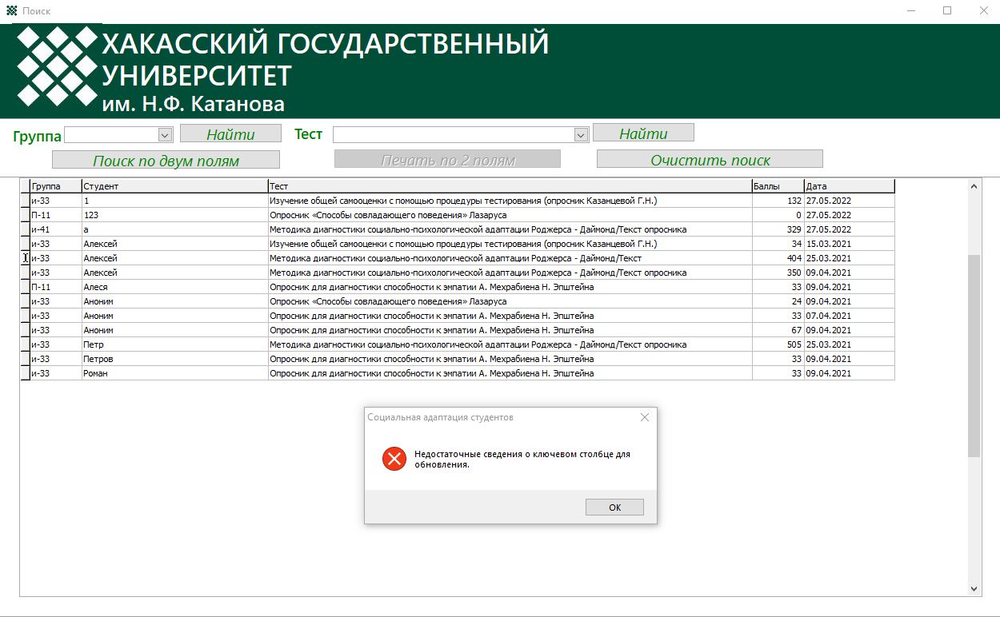 Поиск
ХАКАССКИЙ ГОСУДАРСТВЕННЫЙ
УНИВЕРСИТЕТ
им. Н.Ф. Катанова
Группа Найти Тест Найти
Поиск по двум полям Печать по 2 полям Очистить поиск
Группа Студент Тест Баллы Дата
и-33 1 Изучение общей самооценки с помощью процедуры тестирования (опросник Казанцевой Г.Н.) 132 27.05.2022
П-11 123 Опросник «Способы совладающего поведения» Лазаруса 0 27.05.2022
и-41 а Методика диагностики социально-психологической адаптации Роджерса - Даймонд/Текст опросника 329 27.05.2022
и-33 Алексей Изучение общей самооценки с помощью процедуры тестирования (опросник Казанцевой Г.Н.) 34 15.03.2021
и-33 Алексей Методика диагностики социально-психологической адаптации Роджерса - Даймонд/Текст 404 25.03.2021
и-33 Алексей Методика диагностики социально-психологической адаптации Роджерса - Даймонд/Текст опросника 350 09.04.2021
П-11 Алеся Опросник для диагностики способности к эмпатии А. Мехрабиена Н. Эпштейна 33 09.04.2021
и-33 Аноним Опросник «Способы совладающего поведения» Лазаруса 24 09.04.2021
и-33 Аноним Опросник для диагностики способности к эмпатии А. Мехрабиена Н. Эпштейна 33 07.04.2021
и-33 Аноним Опросник для диагностики способности к эмпатии А. Мехрабиена Н. Эпштейна 67 09.04.2021
и-33 Петр Методика диагностики социально-психологической адаптации Роджерса - Даймонд/Текст опросника 505 25.03.2021
и-33 Петров Опросник для диагностики способности к эмпатии А. Мехрабиена Н. Эпштейна 33 09.04.2021
и-33 Роман Опросник для диагностики способности к эмпатии А. Мехрабиена Н. Эпштейна 33 09.04.2021
Социальная адаптация студентов
Недостаточные сведения о ключевом столбце для
обновления.
ОК